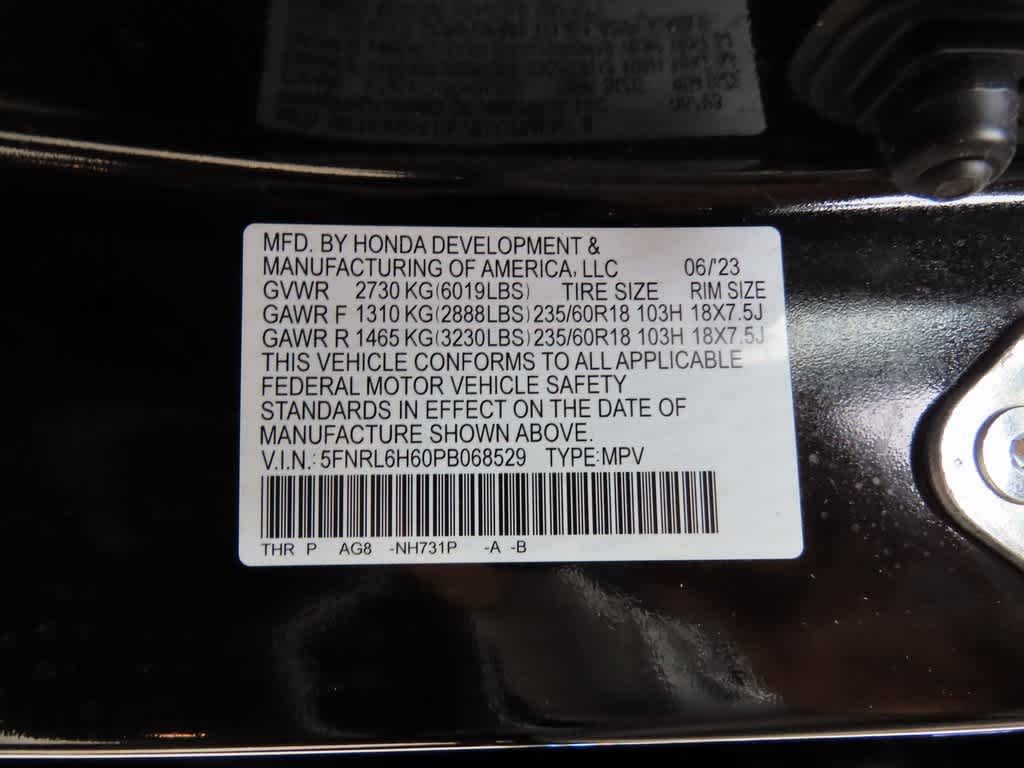 MFD. BY HONDA DEVELOPMENT &
MANUFACTURING OF AMERICA, LLC 06/'23
GVWR 2730 KG(6019LBS) TIRE SIZE RIM SIZE
GAWR F 1310 KG(2888LBS) 235/60R18 103H 18X7.5J
GAWR R 1465 KG(3230LBS) 235/60R18 103H 18X7.5J
THIS VEHICLE CONFORMS TO ALL APPLICABLE
FEDERAL MOTOR VEHICLE SAFETY
STANDARDS IN EFFECT ON THE DATE OF
MANUFACTURE SHOWN ABOVE.
V.I.N.: 5FNRL6H60PB068529 TYPE:MPV
THR P AG8 -NH731P -A -B